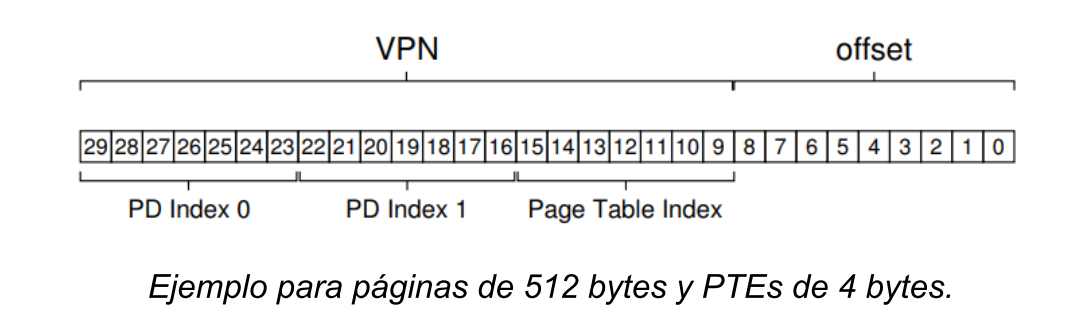 VPN offset
29 28 27 26 25 24 23 22 21 20 19 18 17 16 15 14 13 12 11 10 9 8 7 6 5 4 3 2 1 0
PD Index 0 PD Index 1 Page Table Index
Ejemplo para páginas de 512 bytes y PTEs de 4 bytes.